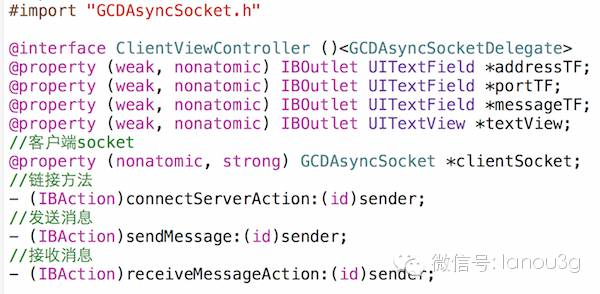 #import "GCDAsyncSocket.h"
@interface ClientViewController ()<GCDAsyncSocketDelegate>
@property (weak, nonatomic) IBOutlet UITextField *addressTF;
@property (weak, nonatomic) IBOutlet UITextField *portTF;
@property (weak, nonatomic) IBOutlet UITextField *messageTF;
@property (weak, nonatomic) IBOutlet UITextView *textView;
//客户端socket
@property (nonatomic, strong) GCDAsyncSocket *clientSocket;
//链接方法
- (IBAction)connectServerAction:(id)sender;
//发送消息
- (IBAction)sendMessage:(id)sender;
//接收消息
- (IBAction)receiveMessageAction:(id)sender;
微信号: lanou3g